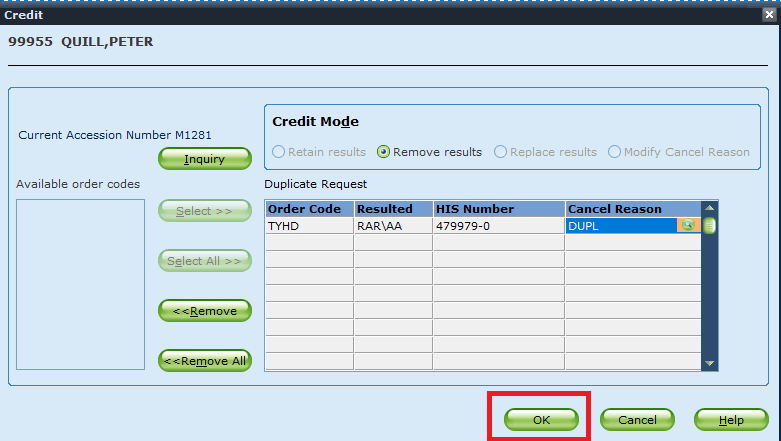 Credit
99955 QUILL,PETER
Current Accession Number M1281
Inquiry
Credit Mode
Retain results Remove results Replace results Modify Cancel Reason
Available order codes
Duplicate Request
Select >>
Select All >>
<<Remove
<<Remove All
Order Code Resulted HIS Number Cancel Reason
TYHD RAR\AA 479979-0 DUPL
OK Cancel Help